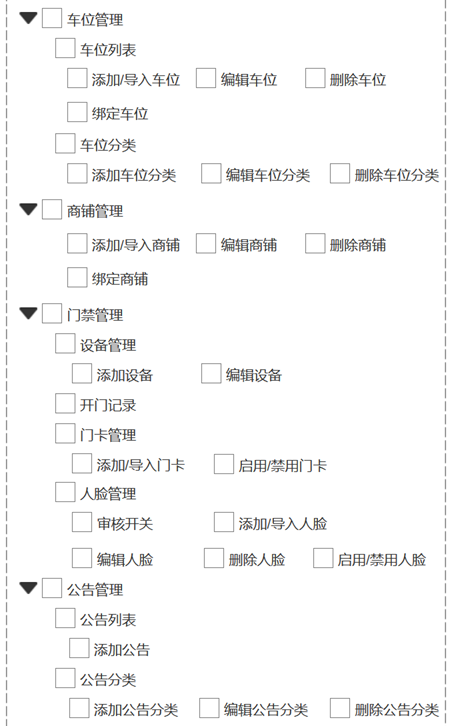 车位管理
车位列表
添加/导入车位 编辑车位 删除车位
绑定车位
车位分类
添加车位分类 编辑车位分类 删除车位分类
商铺管理
添加/导入商铺 编辑商铺 删除商铺
绑定商铺
门禁管理
设备管理
添加设备 编辑设备
开门记录
门卡管理
添加/导入门卡 启用/禁用门卡
人脸管理
审核开关 添加/导入人脸
编辑人脸 删除人脸 启用/禁用人脸
公告管理
公告列表
添加公告
公告分类
添加公告分类 编辑公告分类 删除公告分类